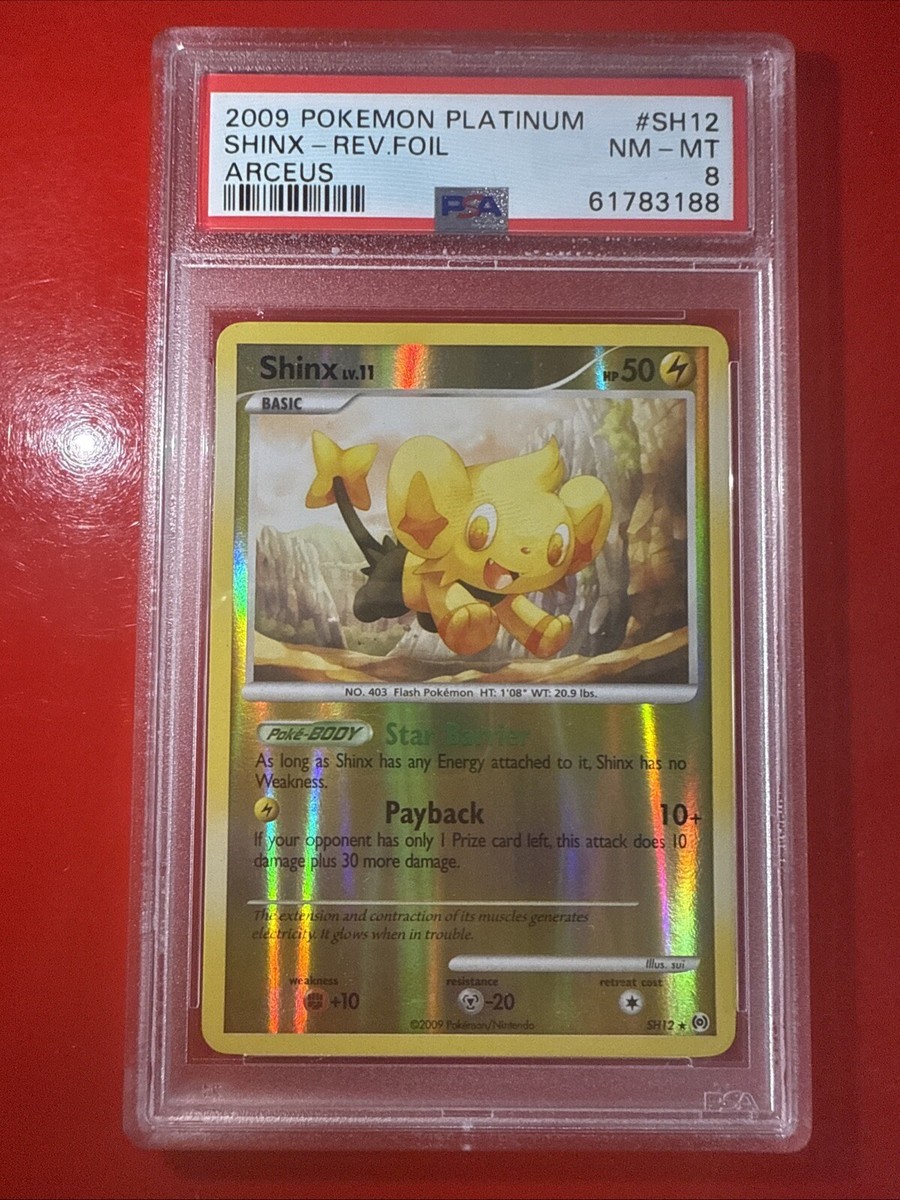 2009 POKEMON PLATINUM #SH12
SHINX - REV.FOIL NM - MT
ARCEUS 8
PSA 61783188
Shinx LV.11 HP 50
BASIC
NO. 403 Flash Pokémon HT: 1'08" WT: 20.9 lbs.
Poké-BODY Star Barrier
As long as Shinx has any Energy attached to it, Shinx has no
Weakness.
Payback 10+
If your opponent has only 1 Prize card left, this attack does 10
damage plus 30 more damage.
The extension and contraction of its muscles generates
electricity. It glows when in trouble.
Illus. sui
weakness resistance retreat cost
+10 -20
©2009 Pokémon/Nintendo SH12
PSA